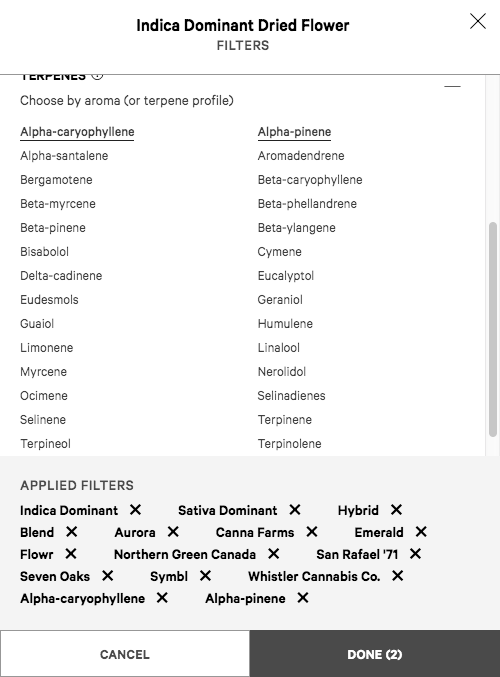 Indica Dominant Dried Flower
FILTERS
TERPENES
Choose by aroma (or terpene profile)
Alpha-caryophyllene Alpha-pinene
Alpha-santalene Aromadendrene
Bergamotene Beta-caryophyllene
Beta-myrcene Beta-phellandrene
Beta-pinene Beta-ylangene
Bisabolol Cymene
Delta-cadinene Eucalyptol
Eudesmols Geraniol
Guaiol Humulene
Limonene Linalool
Myrcene Nerolidol
Ocimene Selinadienes
Selinene Terpinene
Terpineol Terpinolene
APPLIED FILTERS
Indica Dominant ✕ Sativa Dominant ✕ Hybrid ✕
Blend ✕ Aurora ✕ Canna Farms ✕ Emerald ✕
Flowr ✕ Northern Green Canada ✕ San Rafael '71 ✕
Seven Oaks ✕ Symbl ✕ Whistler Cannabis Co. ✕
Alpha-caryophyllene ✕ Alpha-pinene ✕
CANCEL DONE (2)